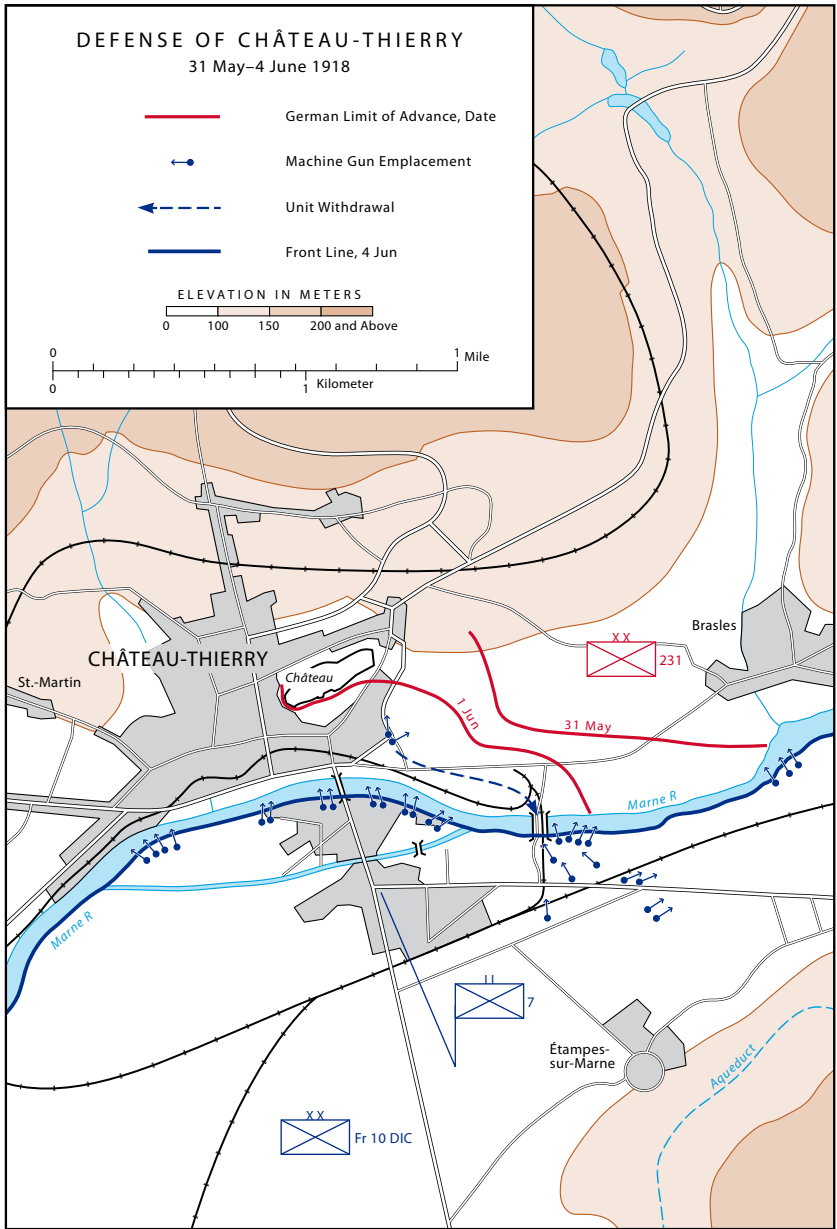 DEFENSE OF CHÂTEAU-THIERRY
31 May–4 June 1918
German Limit of Advance, Date
Machine Gun Emplacement
Unit Withdrawal
Front Line, 4 Jun
ELEVATION IN METERS
0 100 150 200 and Above
0 1 Mile
0 1 Kilometer
Brasles
XX
231
CHÂTEAU-THIERRY
Château
St.-Martin
1 Jun
31 May
Marne R
Marne R
II
7
Étampes-
sur-Marne
Aqueduct
XX
Fr 10 DIC